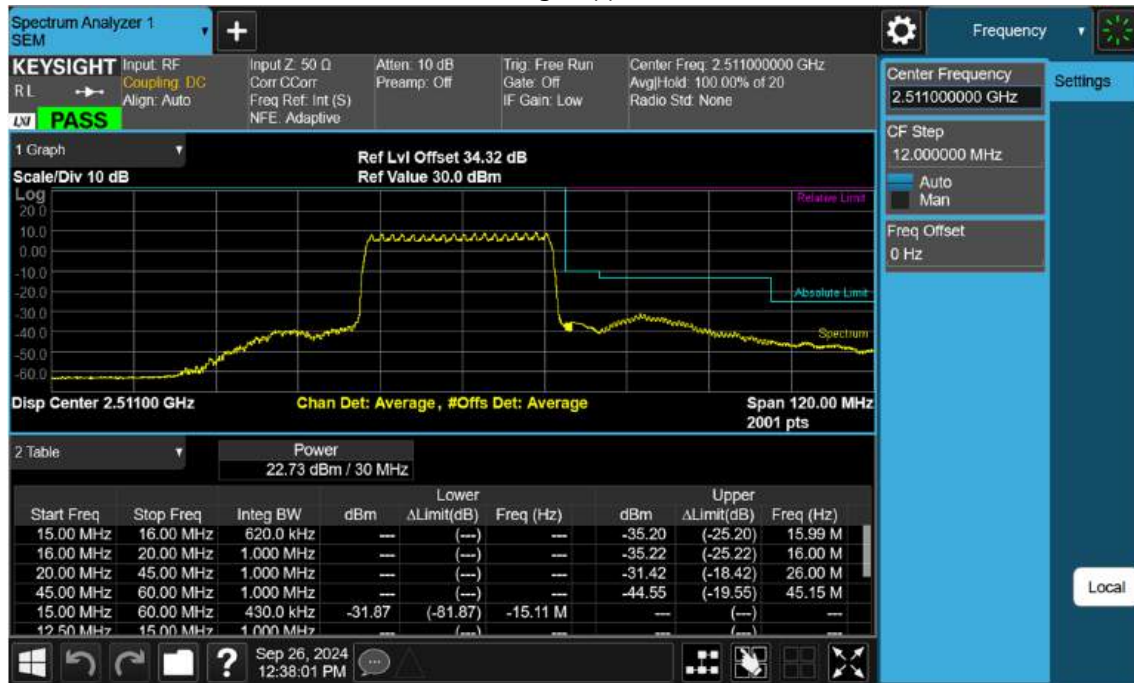 Spectrum Analyzer 1
SEM
+
Frequency
KEYSIGHT
RL
LXI
PASS
Input: RF
Coupling: DC
Align: Auto
Input Z: 50 Ω
Corr CCorr
Freq Ref: Int (S)
NFE: Adaptive
Atten: 10 dB
Preamp: Off
Trig: Free Run
Gate: Off
IF Gain: Low
Center Freq: 2.511000000 GHz
Avg|Hold: 100.00% of 20
Radio Std: None
Center Frequency
2.511000000 GHz
Settings
CF Step
12.000000 MHz
Auto
Man
Freq Offset
0 Hz
Local
1 Graph
Scale/Div 10 dB
Ref Lvl Offset 34.32 dB
Ref Value 30.0 dBm
Log
20.0
10.0
0.00
-10.0
-20.0
-30.0
-40.0
-50.0
-60.0
Relative Limit
Absolute Limit
Spectrum
Disp Center 2.51100 GHz
Chan Det: Average, #Offs Det: Average
Span 120.00 MHz
2001 pts
2 Table
Power
22.73 dBm / 30 MHz
Lower Upper
Start Freq Stop Freq Integ BW dBm ΔLimit(dB) Freq (Hz) dBm ΔLimit(dB) Freq (Hz)
15.00 MHz 16.00 MHz 620.0 kHz --- (---) --- -35.20 (-25.20) 15.99 M
16.00 MHz 20.00 MHz 1.000 MHz --- (---) --- -35.22 (-25.22) 16.00 M
20.00 MHz 45.00 MHz 1.000 MHz --- (---) --- -31.42 (-18.42) 26.00 M
45.00 MHz 60.00 MHz 1.000 MHz --- (---) --- -44.55 (-19.55) 45.15 M
15.00 MHz 60.00 MHz 430.0 kHz -31.87 (-81.87) -15.11 M --- (---) ---
12.50 MHz 15.00 MHz 1.000 MHz --- (---) --- --- (---) ---
?
Sep 26, 2024
12:38:01 PM